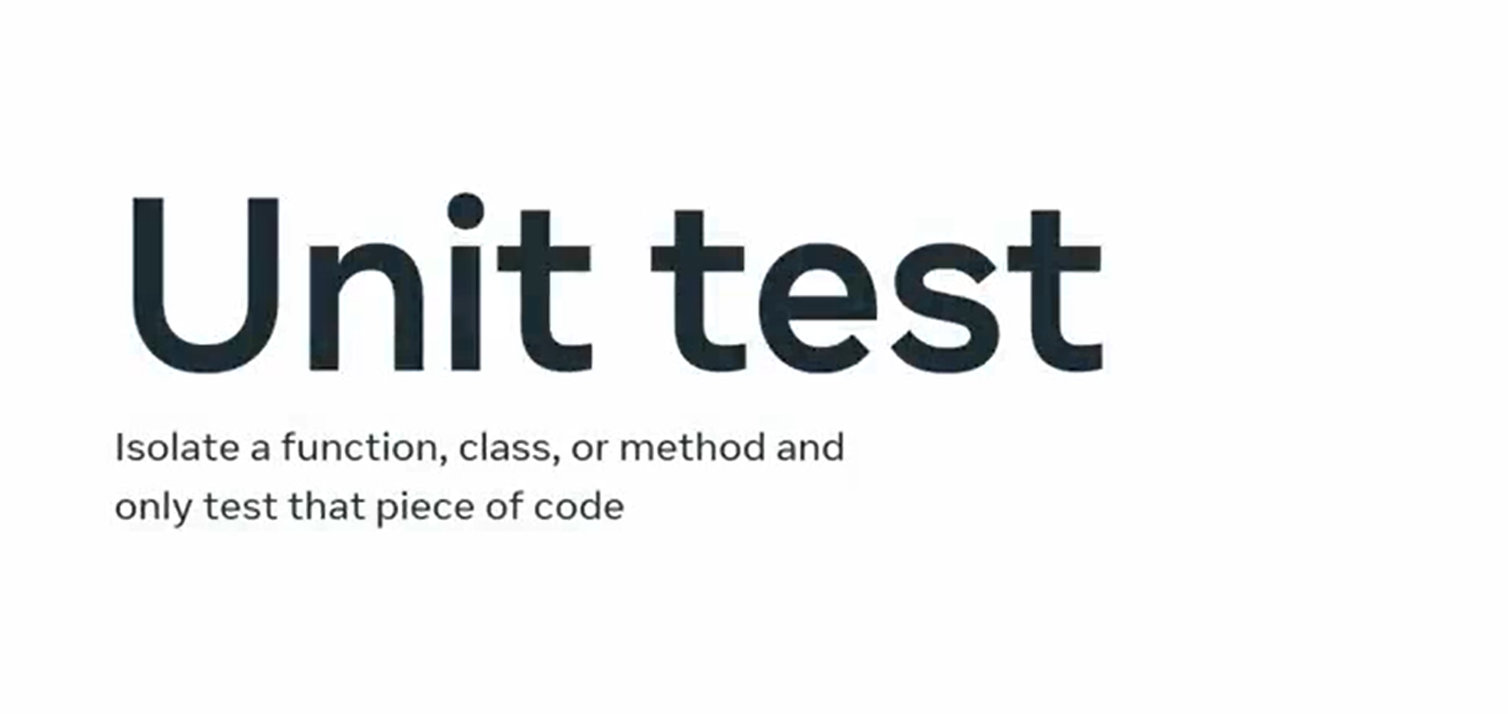 Unit test
Isolate a function, class, or method and
only test that piece of code